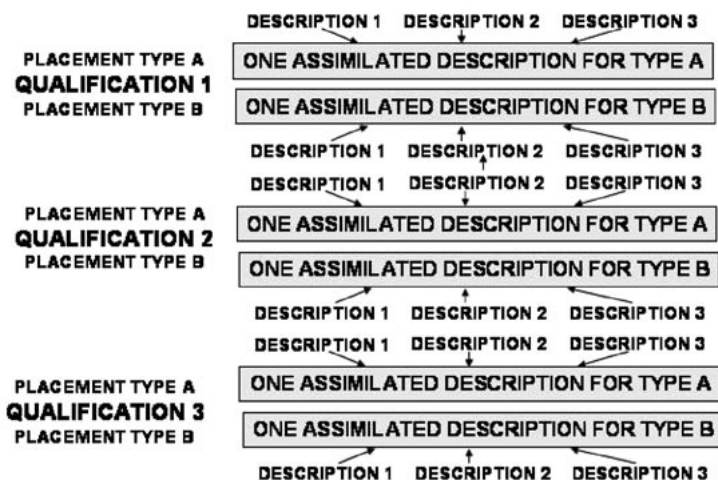 DESCRIPTION 1 DESCRIPTION 2 DESCRIPTION 3
PLACEMENT TYPE A
QUALIFICATION 1
PLACEMENT TYPE B
ONE ASSIMILATED DESCRIPTION FOR TYPE A
ONE ASSIMILATED DESCRIPTION FOR TYPE B
DESCRIPTION 1 DESCRIPTION 2 DESCRIPTION 3
DESCRIPTION 1 DESCRIPTION 2 DESCRIPTION 3
PLACEMENT TYPE A
QUALIFICATION 2
PLACEMENT TYPE B
ONE ASSIMILATED DESCRIPTION FOR TYPE A
ONE ASSIMILATED DESCRIPTION FOR TYPE B
DESCRIPTION 1 DESCRIPTION 2 DESCRIPTION 3
DESCRIPTION 1 DESCRIPTION 2 DESCRIPTION 3
PLACEMENT TYPE A
QUALIFICATION 3
PLACEMENT TYPE B
ONE ASSIMILATED DESCRIPTION FOR TYPE A
ONE ASSIMILATED DESCRIPTION FOR TYPE B
DESCRIPTION 1 DESCRIPTION 2 DESCRIPTION 3